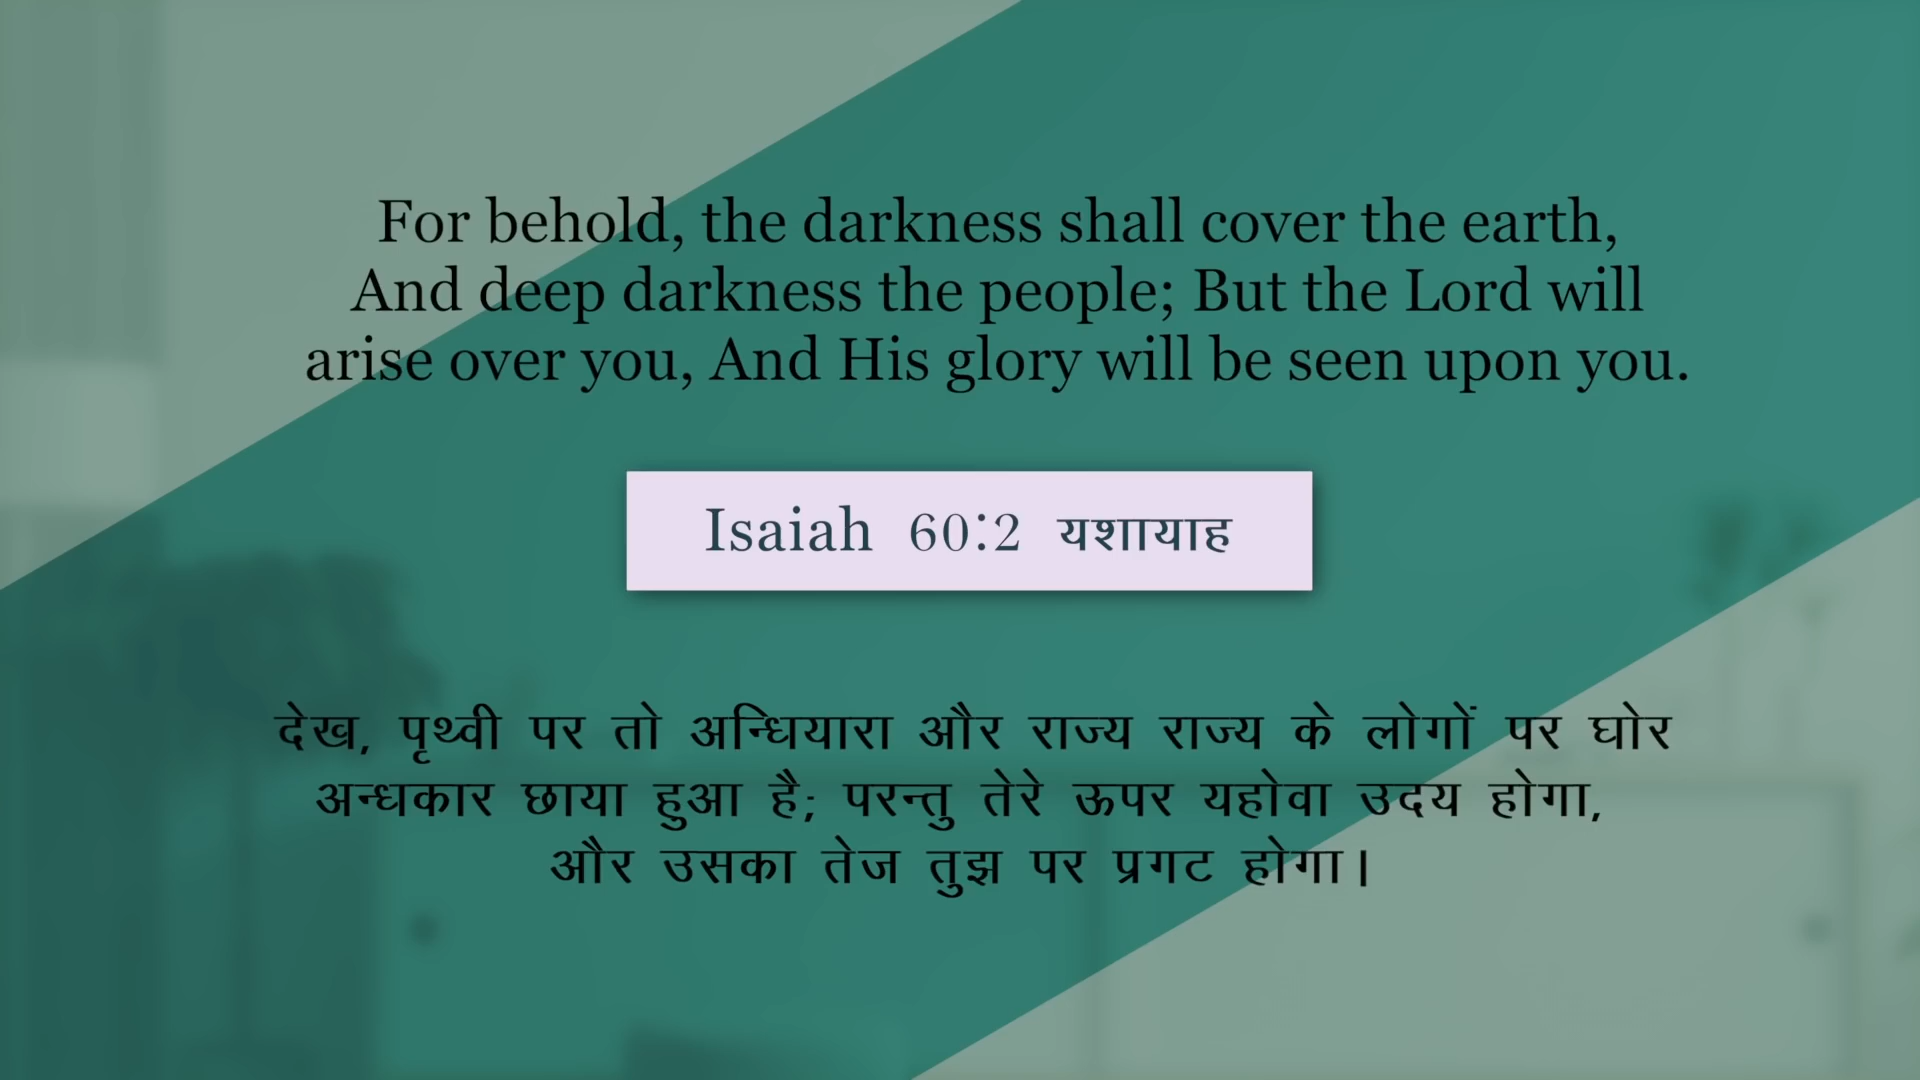 For behold, the darkness shall cover the earth,
And deep darkness the people; But the Lord will
arise over you, And His glory will be seen upon you.
Isaiah 60:2 यशायाह
देख, पृथ्वी पर तो अन्धियारा और राज्य राज्य के लोगों पर घोर
अन्धकार छाया हुआ है; परन्तु तेरे ऊपर यहोवा उदय होगा,
और उसका तेज तुझ पर प्रगट होगा।